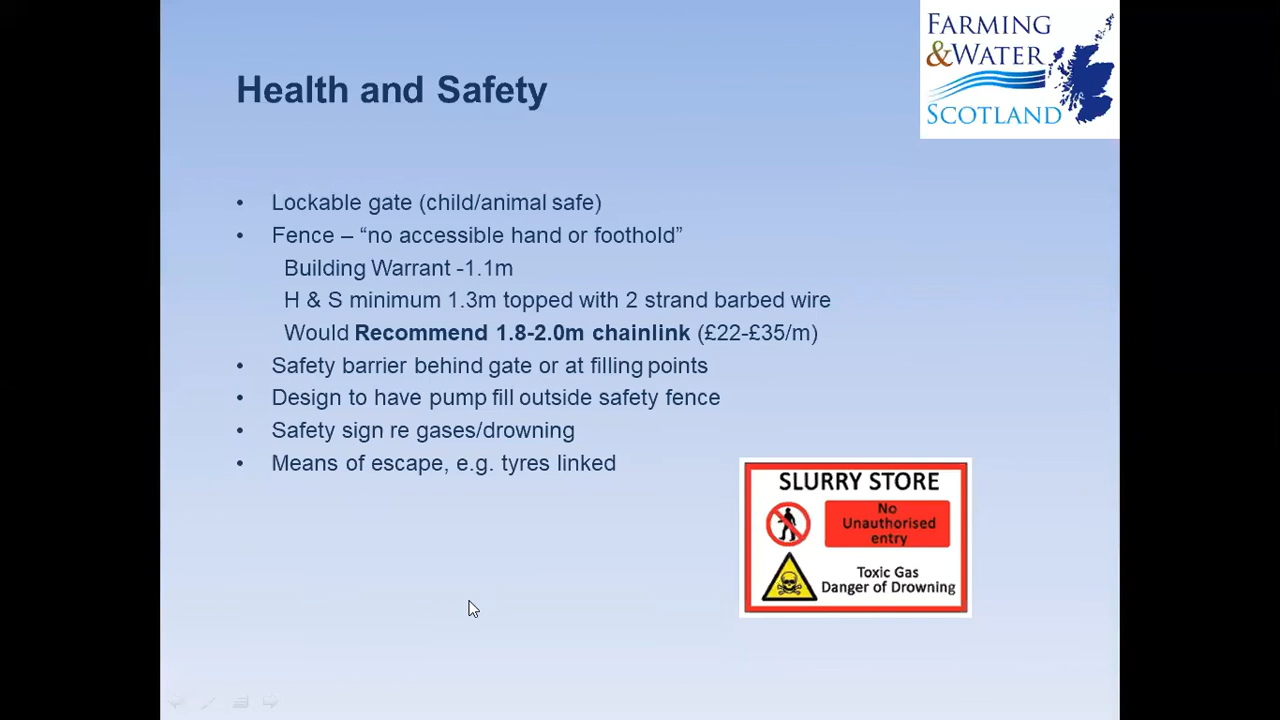 FARMING
&WATER
SCOTLAND
Health and Safety
• Lockable gate (child/animal safe)
• Fence – “no accessible hand or foothold”
Building Warrant -1.1m
H & S minimum 1.3m topped with 2 strand barbed wire
Would Recommend 1.8-2.0m chainlink (£22-£35/m)
• Safety barrier behind gate or at filling points
• Design to have pump fill outside safety fence
• Safety sign re gases/drowning
• Means of escape, e.g. tyres linked
SLURRY STORE
No
Unauthorised
entry
Toxic Gas
Danger of Drowning